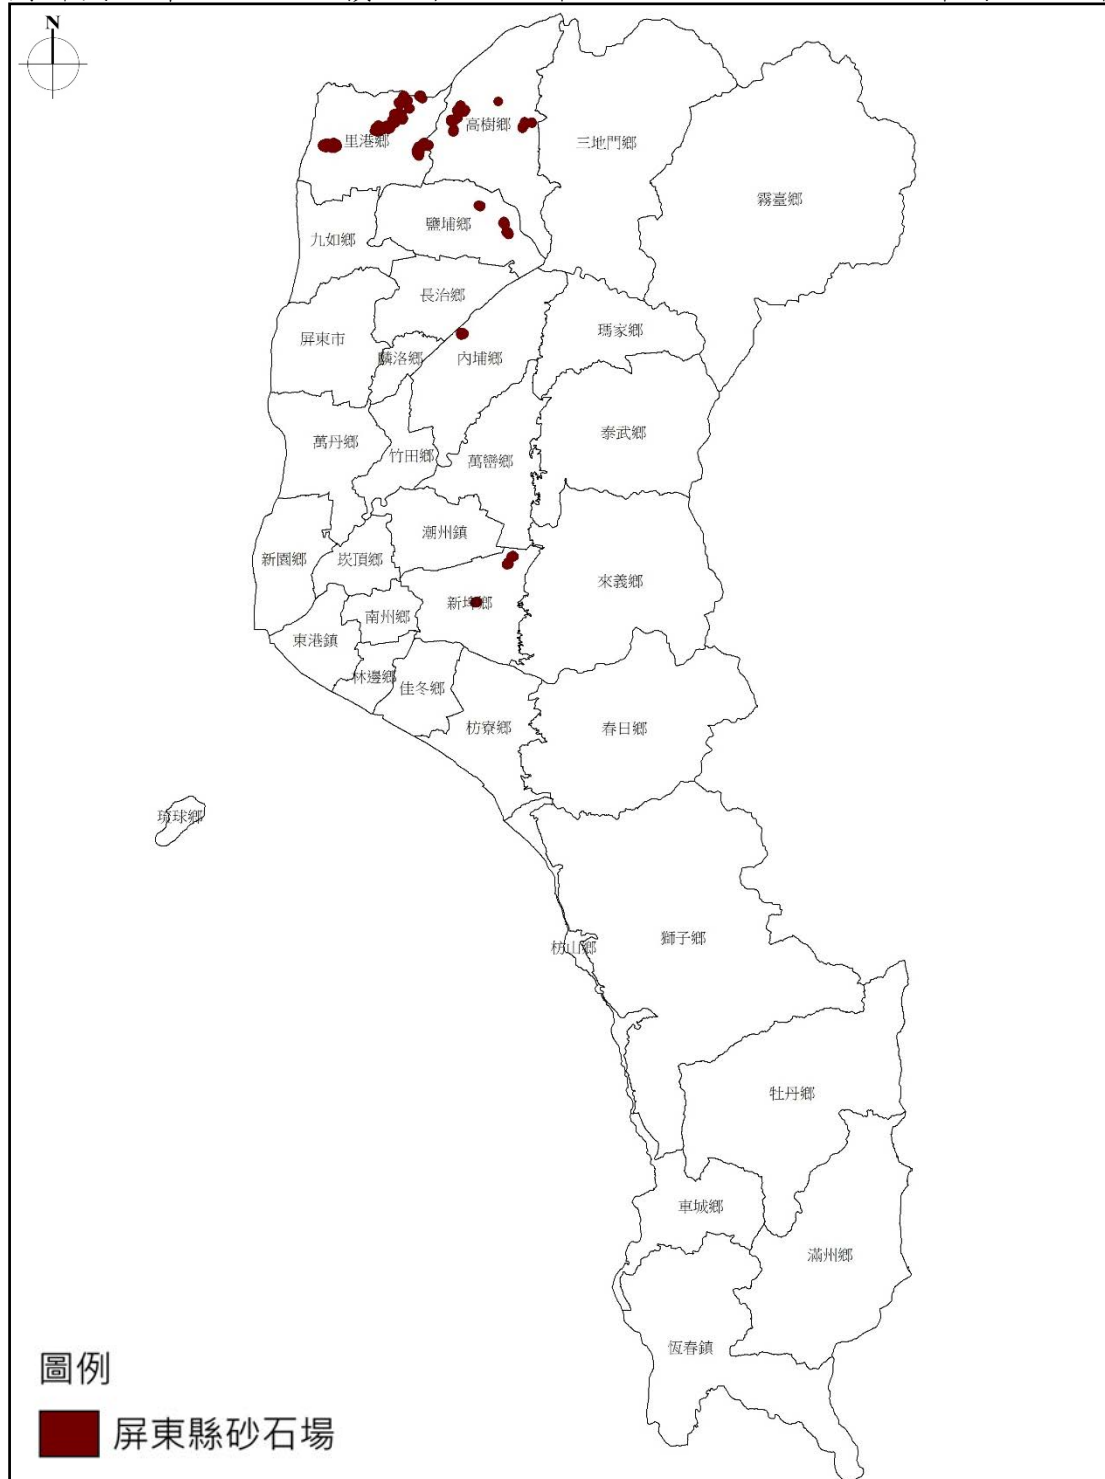 N
高樹鄉
里港鄉
三地門鄉
霧臺鄉
鹽埔鄉
九如鄉
長治鄉
瑪家鄉
屏東市
麟洛鄉
內埔鄉
泰武鄉
萬丹鄉
竹田鄉
萬巒鄉
潮州鎮
新園鄉
崁頂鄉
來義鄉
新埤鄉
南州鄉
東港鎮
林邊鄉
佳冬鄉
枋寮鄉
春日鄉
琉球鄉
獅子鄉
枋山鄉
牡丹鄉
車城鄉
滿州鄉
恆春鎮
圖例
屏東縣砂石場